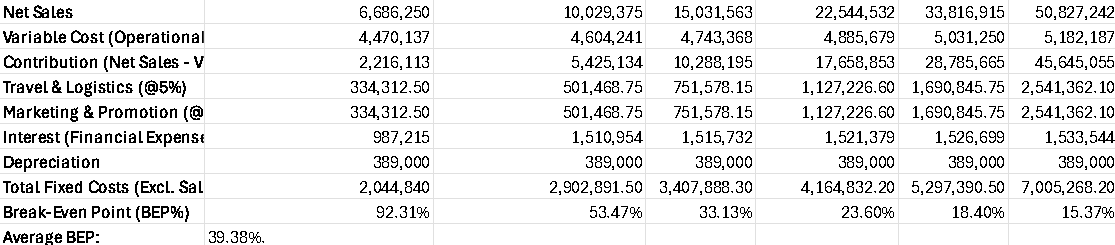 Net Sales 6,686,250 10,029,375 15,031,563 22,544,532 33,816,915 50,827,242
Variable Cost (Operational 4,470,137 4,604,241 4,743,368 4,885,679 5,031,250 5,182,187
Contribution (Net Sales - V 2,216,113 5,425,134 10,288,195 17,658,853 28,785,665 45,645,055
Travel & Logistics (@5%) 334,312.50 501,468.75 751,578.15 1,127,226.60 1,690,845.75 2,541,362.10
Marketing & Promotion (@ 334,312.50 501,468.75 751,578.15 1,127,226.60 1,690,845.75 2,541,362.10
Interest (Financial Expense 987,215 1,510,954 1,515,732 1,521,379 1,526,699 1,533,544
Depreciation 389,000 389,000 389,000 389,000 389,000 389,000
Total Fixed Costs (Excl. Sal 2,044,840 2,902,891.50 3,407,888.30 4,164,832.20 5,297,390.50 7,005,268.20
Break-Even Point (BEP%) 92.31% 53.47% 33.13% 23.60% 18.40% 15.37%
Average BEP: 39.38%.